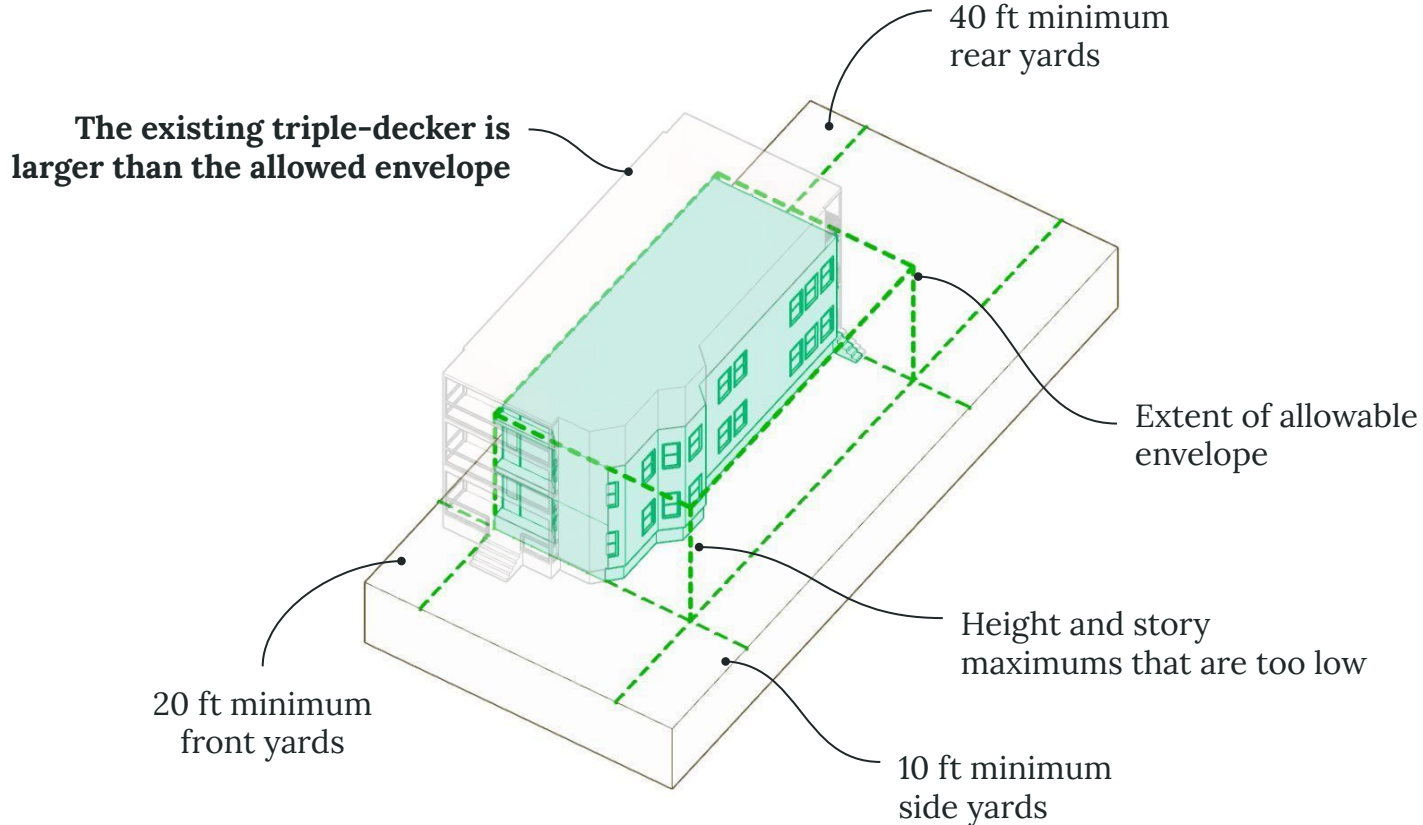 40 ft minimum
rear yards
The existing triple-decker is
larger than the allowed envelope
Extent of allowable
envelope
Height and story
maximums that are too low
20 ft minimum
front yards
10 ft minimum
side yards